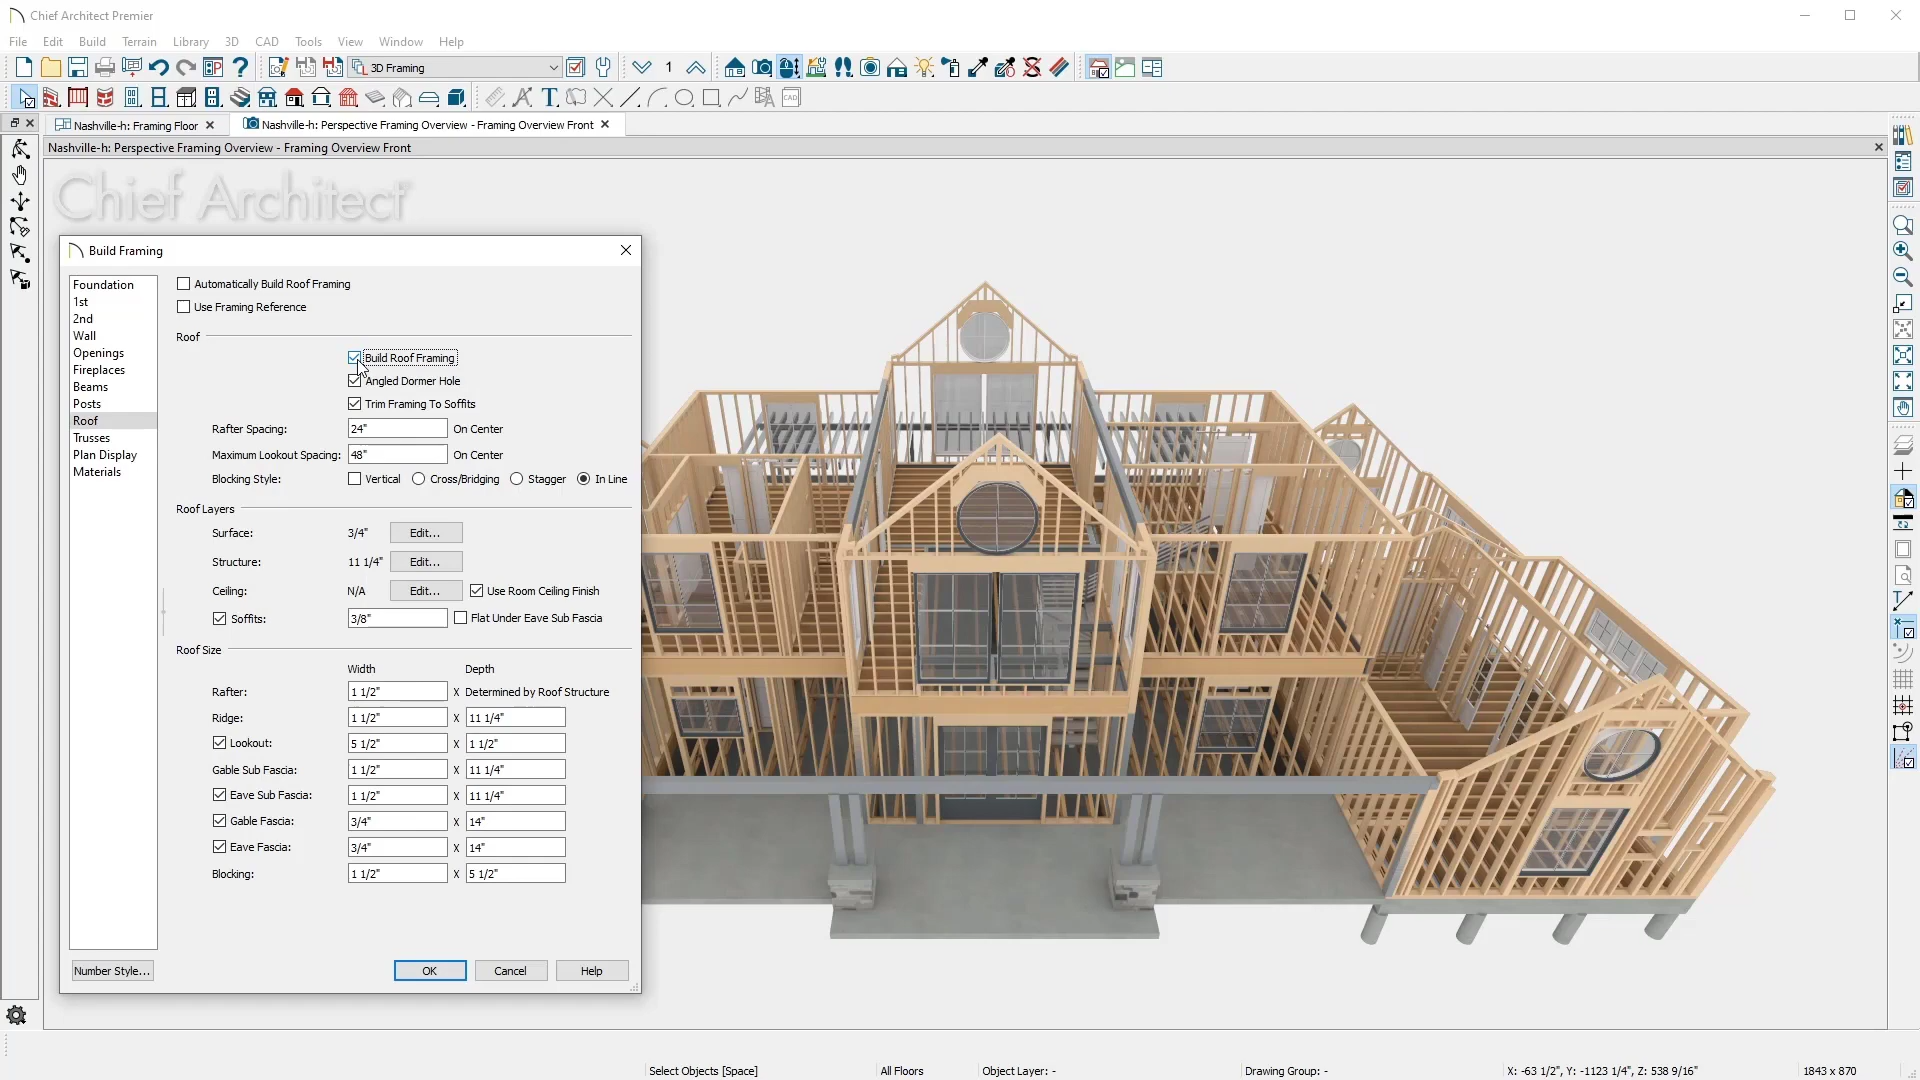 Chief Architect Premier
File Edit Build Terrain Library 3D CAD Tools View Window Help
3D Framing
1
CAD
Nashville-h: Framing Floor
Nashville-h: Perspective Framing Overview - Framing Overview Front
Nashville-h: Perspective Framing Overview - Framing Overview Front
Chief Architect
Build Framing
Foundation
1st
2nd
Wall
Openings
Fireplaces
Beams
Posts
Roof
Trusses
Plan Display
Materials
Automatically Build Roof Framing
Use Framing Reference
Roof
Build Roof Framing
Angled Dormer Hole
Trim Framing To Soffits
Rafter Spacing: 24" On Center
Maximum Lookout Spacing: 48" On Center
Blocking Style: Vertical Cross/Bridging Stagger In Line
Roof Layers
Surface: 3/4" Edit...
Structure: 11 1/4" Edit...
Ceiling: N/A Edit... Use Room Ceiling Finish
Soffits: 3/8" Flat Under Eave Sub Fascia
Roof Size
Width Depth
Rafter: 1 1/2" X Determined by Roof Structure
Ridge: 1 1/2" X 11 1/4"
Lookout: 5 1/2" X 1 1/2"
Gable Sub Fascia: 1 1/2" X 11 1/4"
Eave Sub Fascia: 1 1/2" X 11 1/4"
Gable Fascia: 3/4" X 14"
Eave Fascia: 3/4" X 14"
Blocking: 1 1/2" X 5 1/2"
Number Style... OK Cancel Help
Select Objects [Space] All Floors Object Layer: - Drawing Group: - X: -63 1/2", Y: -1123 1/4", Z: 538 9/16" 1843 x 870